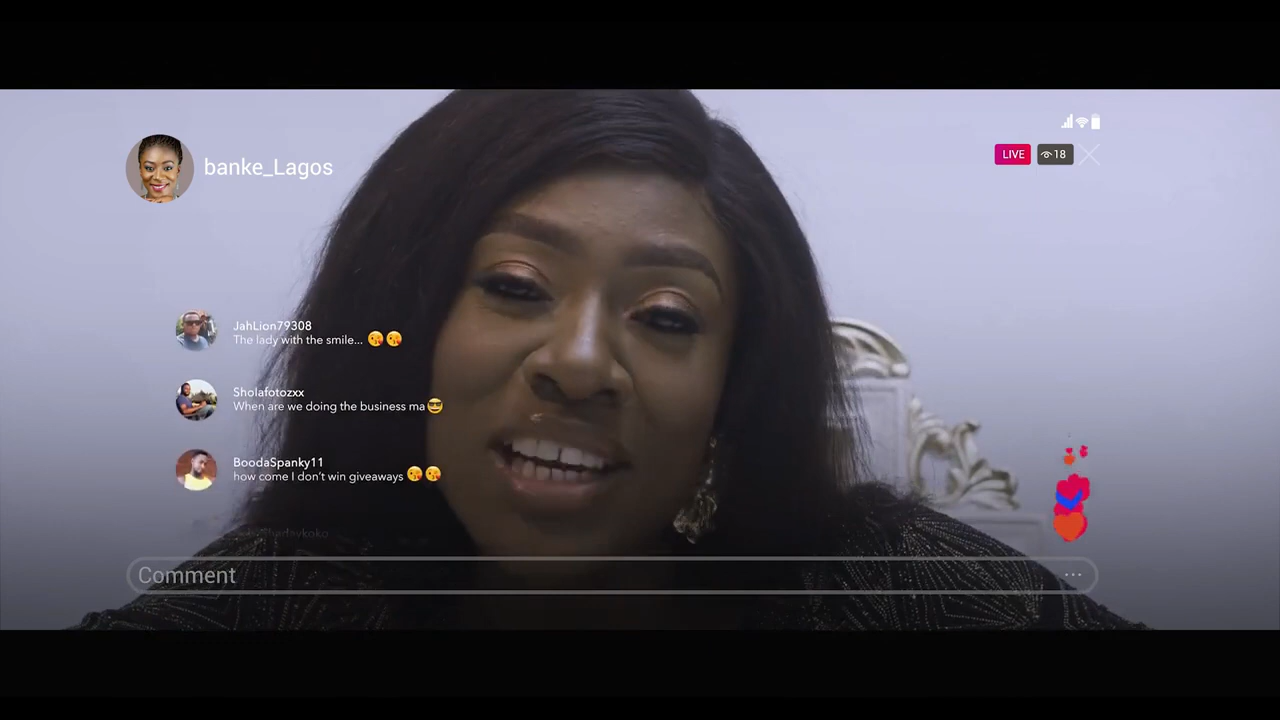 banke_Lagos
LIVE 18
JahLion79308
The lady with the smile... 😘😘
Sholafotozxx
When are we doing the business ma😎
BoodaSpanky11
how come I don't win giveaways 😘😘
Comment